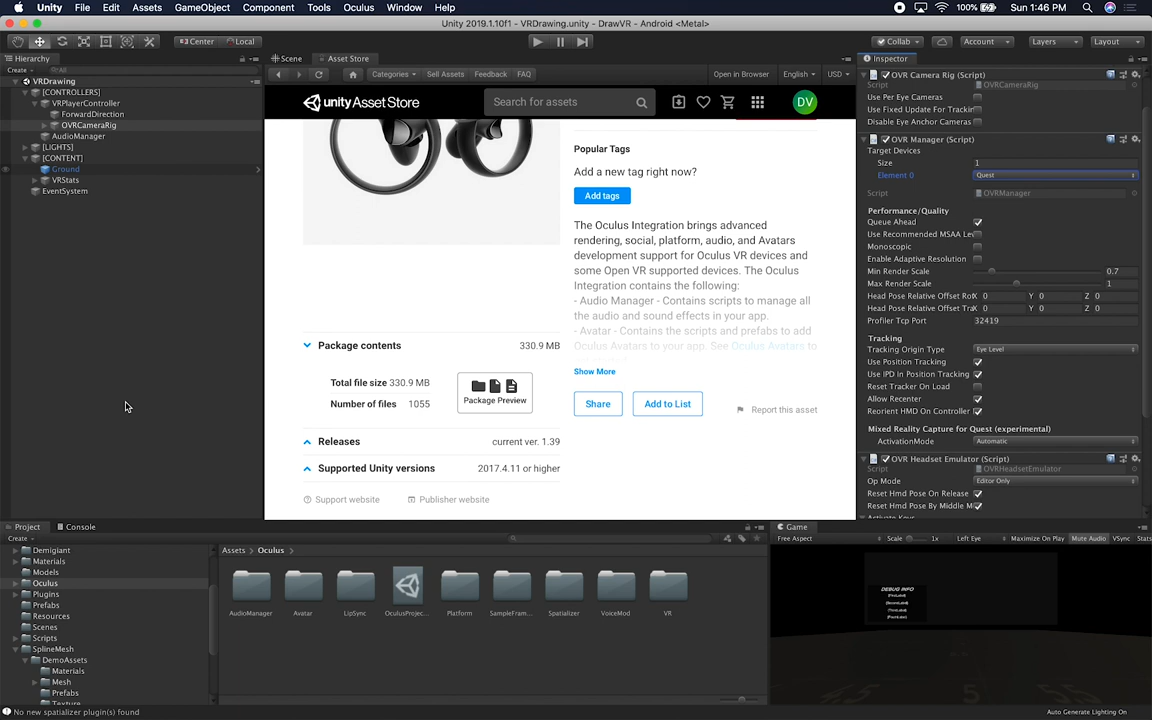 Unity File Edit Assets GameObject Component Tools Oculus Window Help 100% Sun 1:46 PM
Unity 2019.1.10f1 - VRDrawing.unity - DrawVR - Android <Metal>
Center Local Collab Account Layers Layout
Hierarchy Scene Asset Store Inspector
Create All Categories Sell Assets Feedback FAQ Open in Browser English USD
VRDrawing
[CONTROLLERS]
VRPlayerController
ForwardDirection
OVRCameraRig
AudioManager
[LIGHTS]
[CONTENT]
Ground
VRStats
EventSystem
unity Asset Store Search for assets DV
Popular Tags
Add a new tag right now?
Add tags
The Oculus Integration brings advanced
rendering, social, platform, audio, and Avatars
development support for Oculus VR devices and
some Open VR supported devices. The Oculus
Integration contains the following:
- Audio Manager - Contains scripts to manage all
the audio and sound effects in your app.
- Avatar - Contains the scripts and prefabs to add
Oculus Avatars to your app. See Oculus Avatars to
Show More
Share Add to List Report this asset
Package contents 330.9 MB
Total file size 330.9 MB
Number of files 1055
Package Preview
Releases current ver. 1.39
Supported Unity versions 2017.4.11 or higher
Support website Publisher website
OVR Camera Rig (Script)
Script OVRCameraRig
Use Per Eye Cameras
Use Fixed Update For Trackin
Disable Eye Anchor Cameras
OVR Manager (Script)
Target Devices
Size 1
Element 0 Quest
Script OVRManager
Performance/Quality
Queue Ahead
Use Recommended MSAA Le
Monoscopic
Enable Adaptive Resolution
Min Render Scale 0.7
Max Render Scale 1
Head Pose Relative Offset Ro X 0 Y 0 Z 0
Head Pose Relative Offset Tra X 0 Y 0 Z 0
Profiler Tcp Port 32419
Tracking
Tracking Origin Type Eye Level
Use Position Tracking
Use IPD in Position Tracking
Reset Tracker On Load
Allow Recenter
Reorient HMD On Controller
Mixed Reality Capture for Quest (experimental)
ActivationMode Automatic
OVR Headset Emulator (Script)
Script OVRHeadsetEmulator
Op Mode Editor Only
Reset Hmd Pose On Release
Reset Hmd Pose By Middle M
Activate Keys
Project Console
Create
Demigiant
Materials
Models
Oculus
Plugins
Prefabs
Resources
Scenes
Scripts
SplineMesh
DemoAssets
Materials
Mesh
Prefabs
Texture
Assets Oculus
AudioManager Avatar LipSync OculusProjec... Platform SampleFram... Spatializer VoiceMod VR
Game
Free Aspect Scale 1x Left Eye Maximize On Play Mute Audio VSync Stats
DEBUG INFO
No new spatializer plugin(s) found
Auto Generate Lighting On